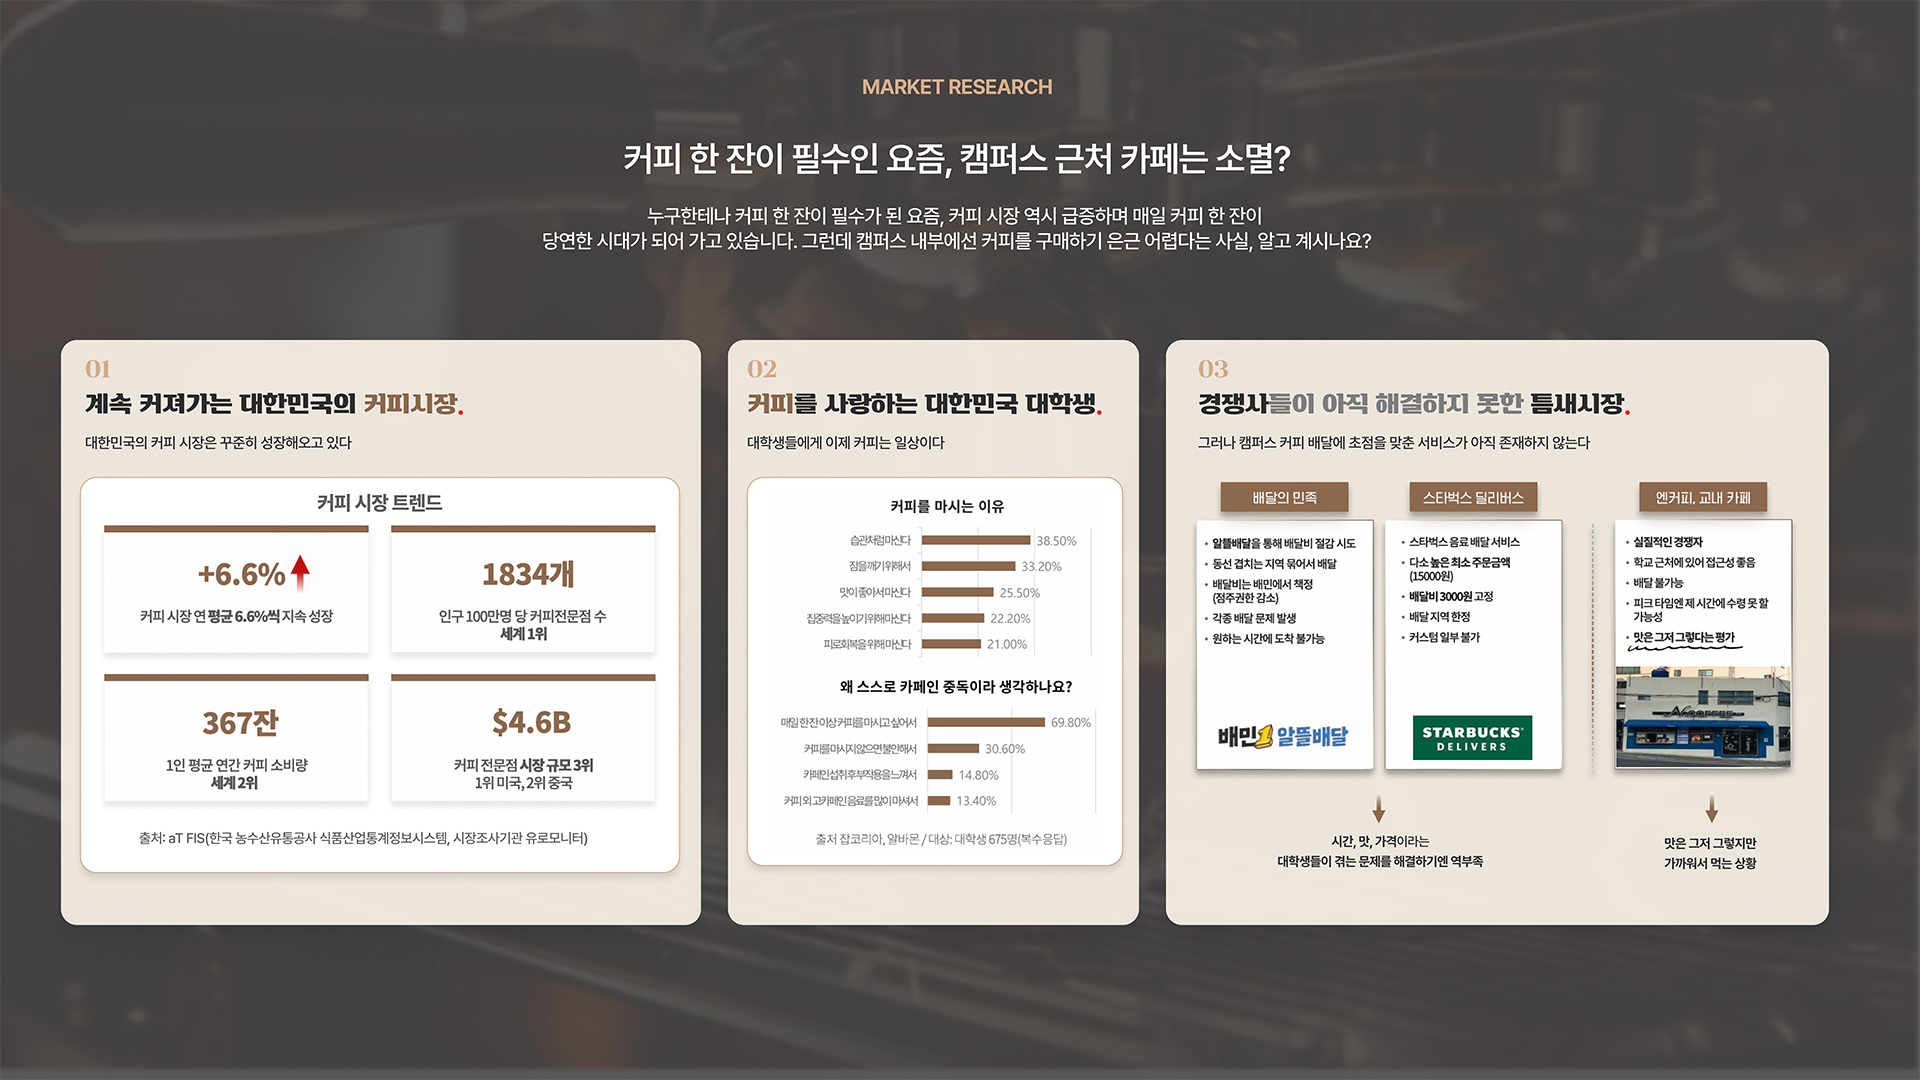 MARKET RESEARCH
커피 한 잔이 필수인 요즘, 캠퍼스 근처 카페는 소멸?
누구한테나 커피 한 잔이 필수가 된 요즘, 커피 시장 역시 급증하며 매일 커피 한 잔이
당연한 시대가 되어 가고 있습니다. 그런데 캠퍼스 내부에선 커피를 구매하기 은근 어렵다는 사실, 알고 계시나요?
01
계속 커져가는 대한민국의 커피시장.
대한민국의 커피 시장은 꾸준히 성장해오고 있다
커피 시장 트렌드
+6.6%
커피 시장 연 평균 6.6%씩 지속 성장
1834개
인구 100만명 당 커피전문점 수
세계 1위
367잔
1인 평균 연간 커피 소비량
세계 2위
$4.6B
커피 전문점 시장 규모 3위
1위 미국, 2위 중국
출처: aT FIS(한국 농수산유통공사 식품산업통계정보시스템, 시장조사기관 유로모니터)
02
커피를 사랑하는 대한민국 대학생.
대학생들에게 이제 커피는 일상이다
커피를 마시는 이유
습관처럼 마신다 38.50%
잠을 깨기 위해서 33.20%
맛이 좋아서 마신다 25.50%
집중력을 높이기 위해 마신다 22.20%
피로회복을 위해 마신다 21.00%
왜 스스로 카페인 중독이라 생각하나요?
매일 한 잔 이상 커피를 마시고 싶어서 69.80%
커피를 마시지 않으면 불안해서 30.60%
카페인 섭취 후 부작용을 느껴서 14.80%
커피 외 고카페인 음료를 많이 마셔서 13.40%
출처 잡코리아, 알바몬 / 대상: 대학생 675명(복수응답)
03
경쟁사들이 아직 해결하지 못한 틈새시장.
그러나 캠퍼스 커피 배달에 초점을 맞춘 서비스가 아직 존재하지 않는다
배달의 민족
• 알뜰배달을 통해 배달비 절감 시도
• 동선 겹치는 지역 묶어서 배달
• 배달비는 배민에서 책정
(점주권한 감소)
• 각종 배달 문제 발생
• 원하는 시간에 도착 불가능
배민1 알뜰배달
스타벅스 딜리버스
• 스타벅스 음료 배달 서비스
• 다소 높은 최소 주문금액
(15000원)
• 배달비 3000원 고정
• 배달 지역 한정
• 커스텀 일부 불가
STARBUCKS®
DELIVERS
시간, 맛, 가격이라는
대학생들이 겪는 문제를 해결하기엔 역부족
엔커피, 교내 카페
• 실질적인 경쟁자
• 학교 근처에 있어 접근성 좋음
• 배달 불가능
• 피크 타임엔 제 시간에 수령 못 할
가능성
• 맛은 그저 그렇다는 평가
맛은 그저 그렇지만
가까워서 먹는 상황